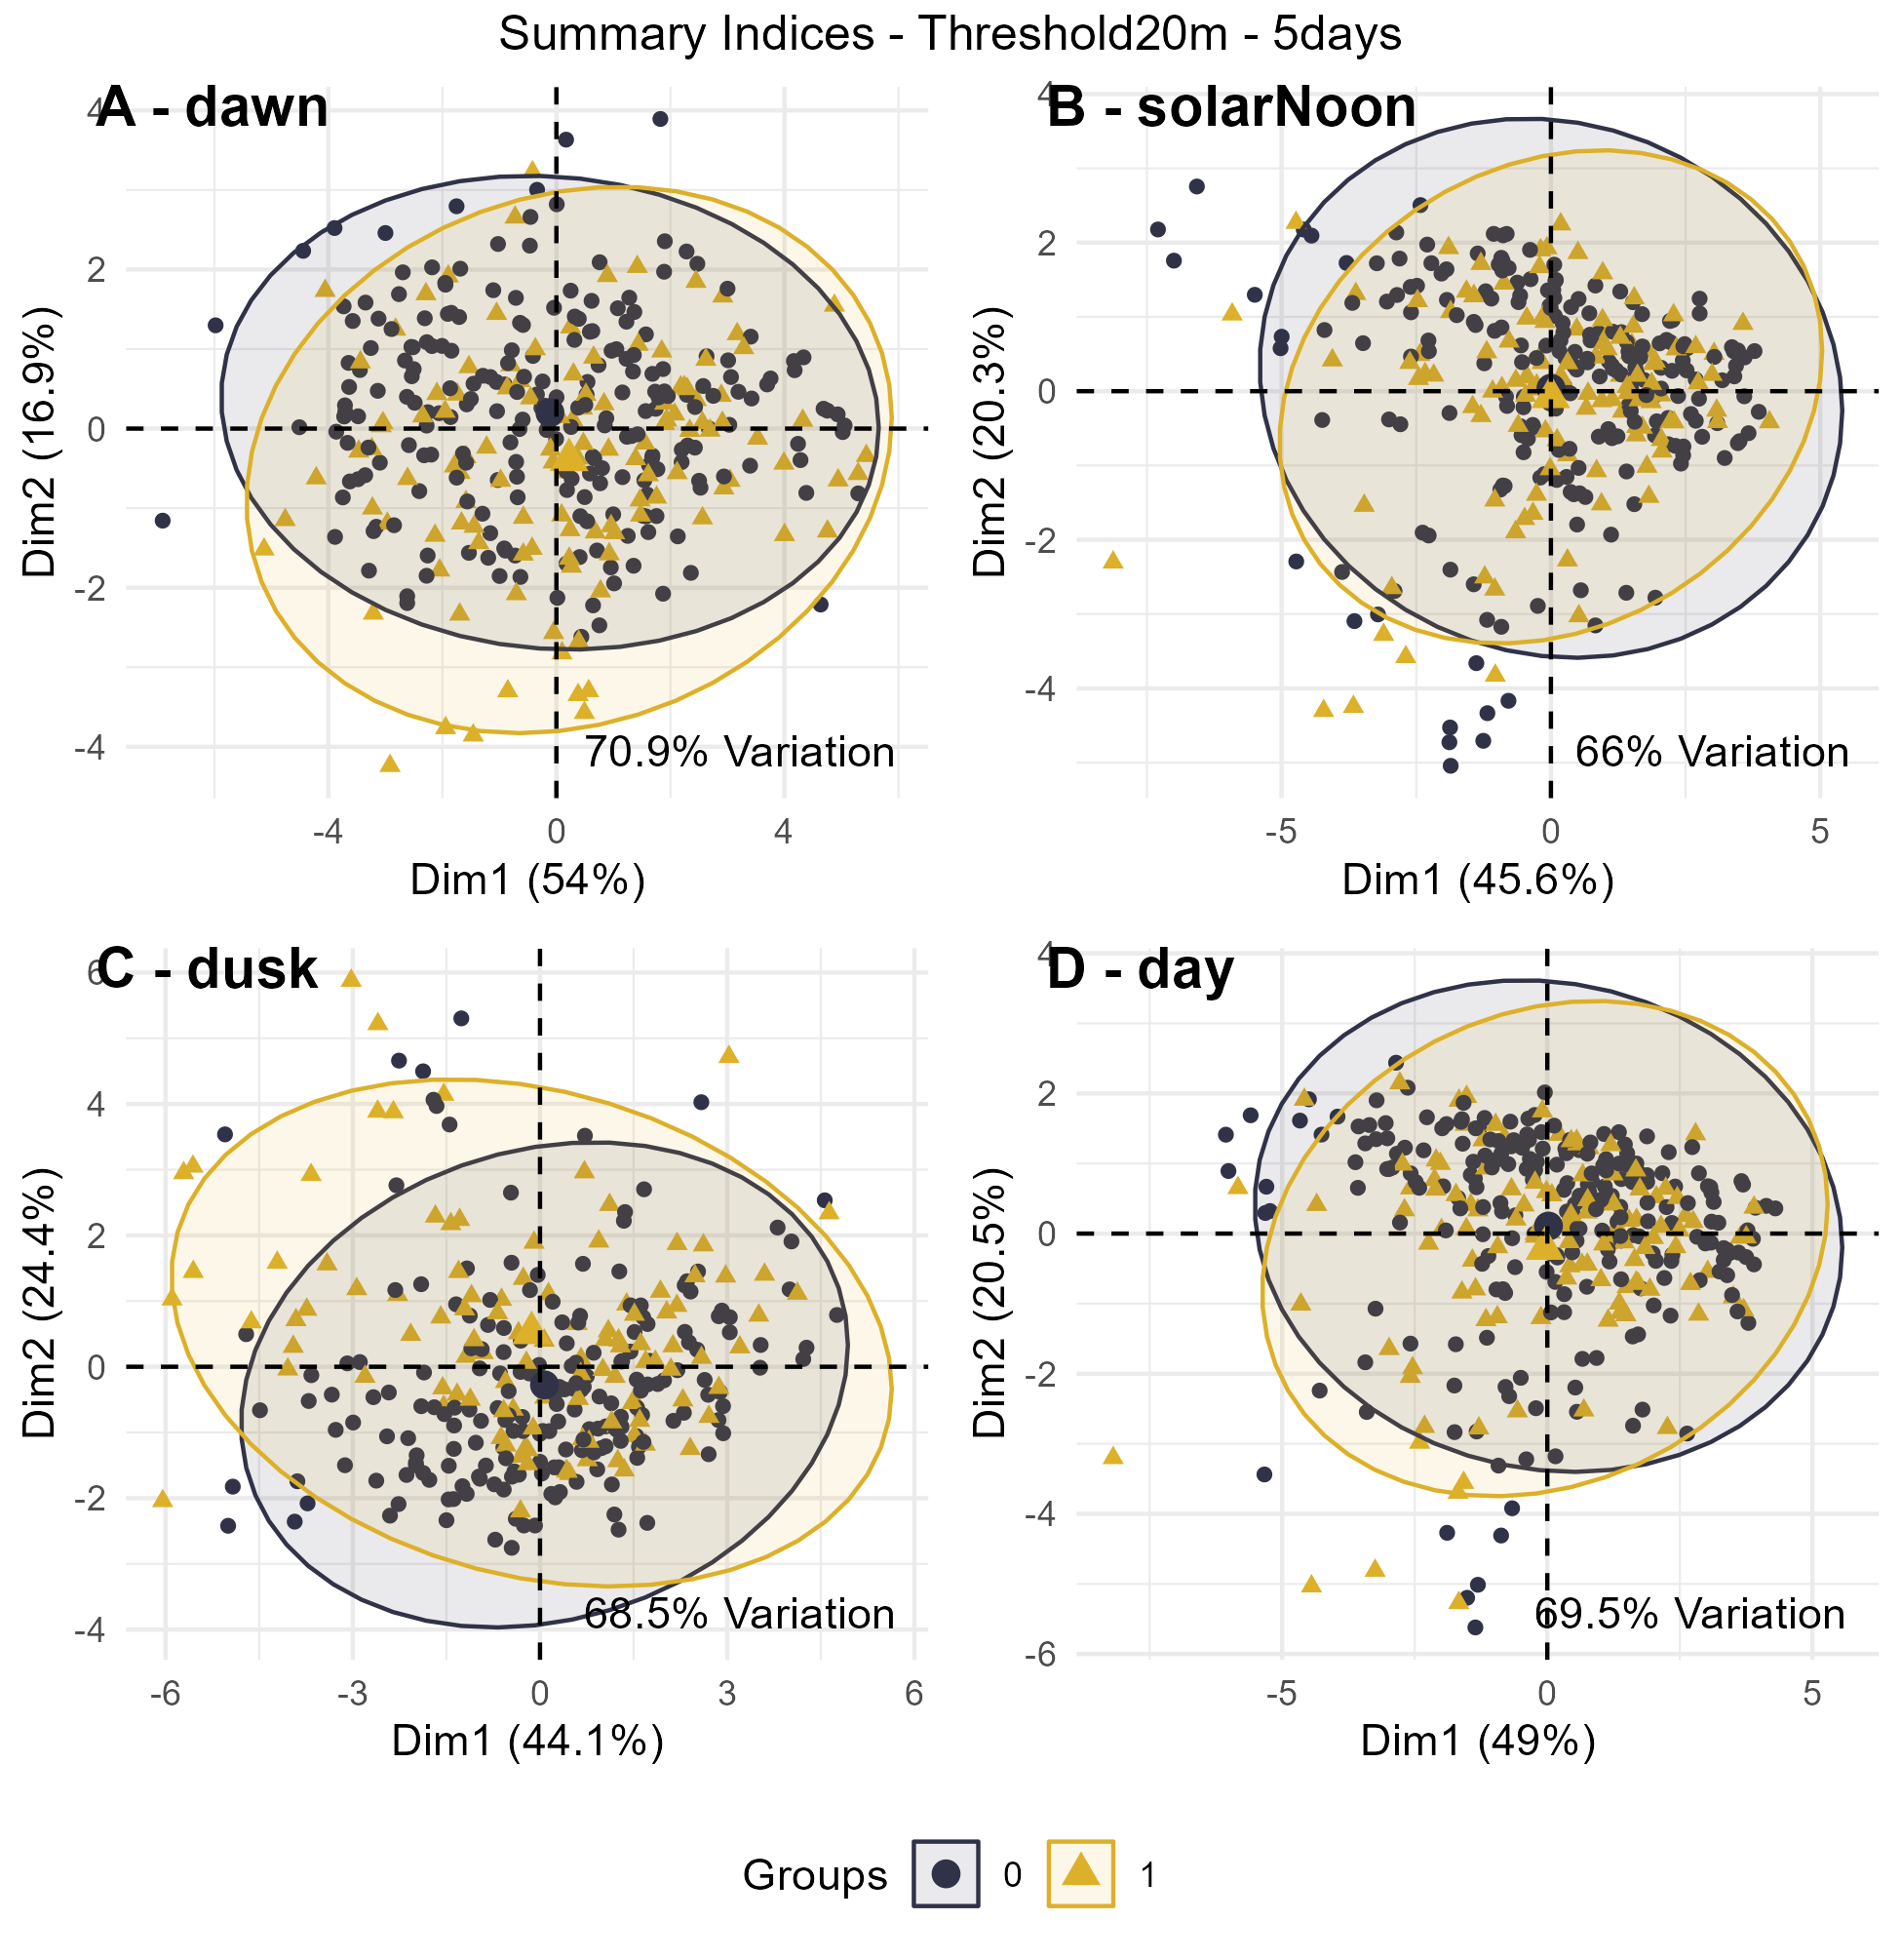 Summary Indices - Threshold20m - 5days
A - dawn
4
2
0
-2
-4
Dim2 (16.9%)
70.9% Variation
-4 0 4
Dim1 (54%)
B - solarNoon
4
2
0
-2
-4
Dim2 (20.3%)
66% Variation
-5 0 5
Dim1 (45.6%)
C - dusk
6
4
2
0
-2
-4
Dim2 (24.4%)
68.5% Variation
-6 -3 0 3 6
Dim1 (44.1%)
D - day
4
2
0
-2
-4
-6
Dim2 (20.5%)
69.5% Variation
-5 0 5
Dim1 (49%)
Groups 0 1